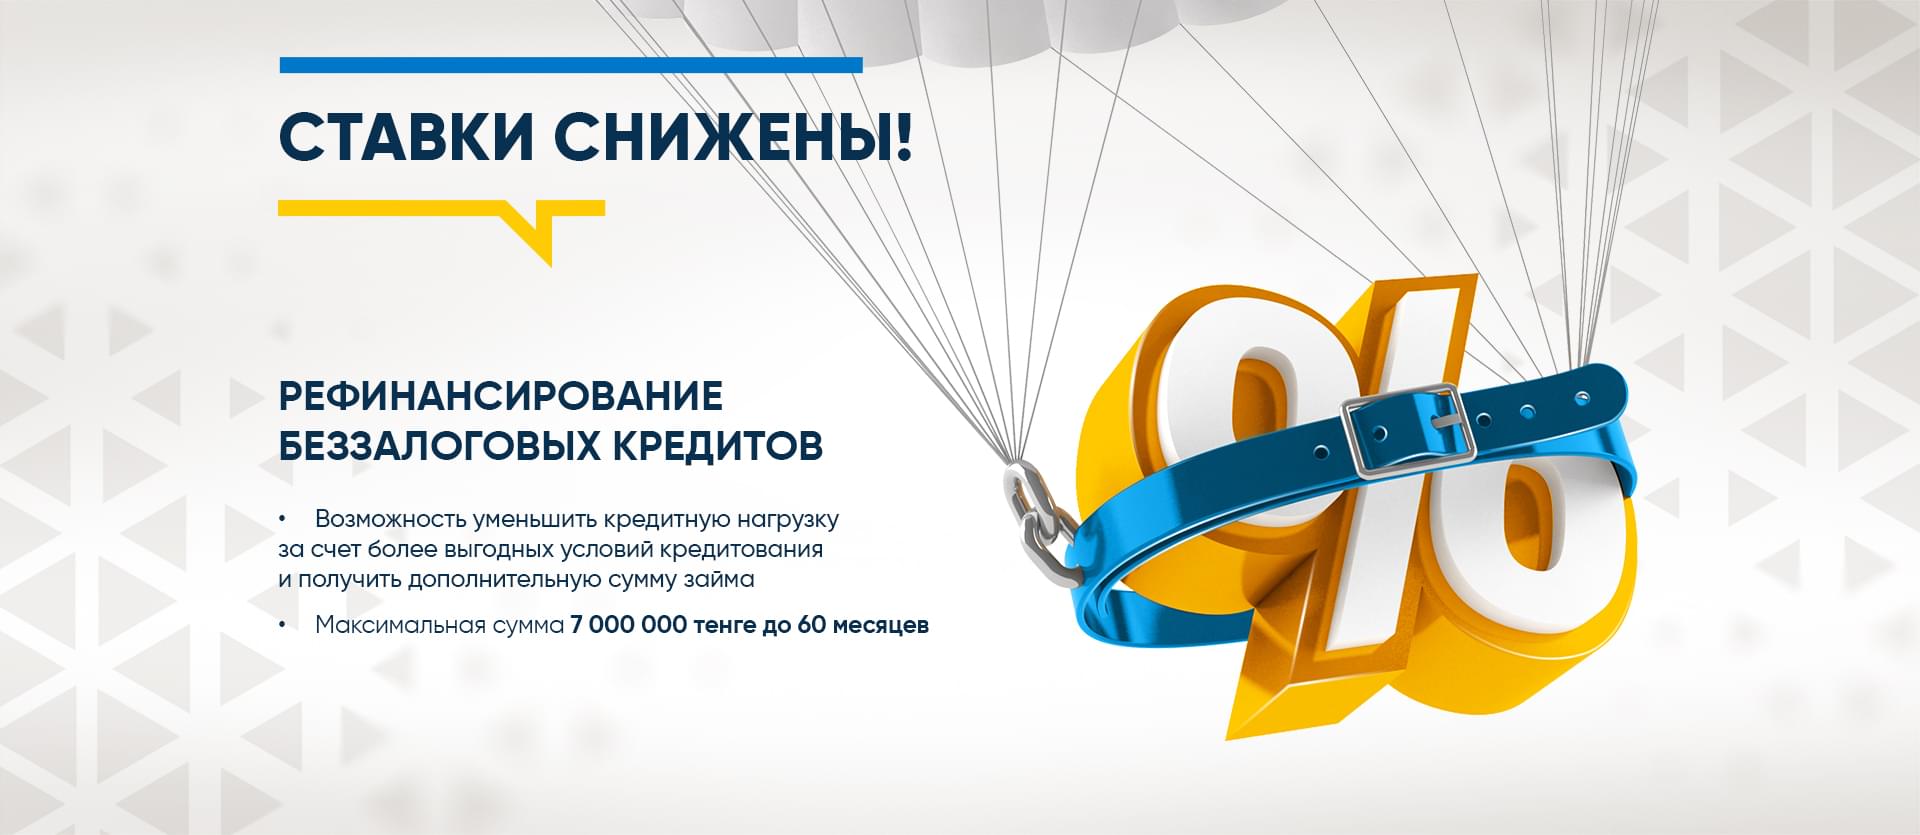 СТАВКИ СНИЖЕНЫ!
РЕФИНАНСИРОВАНИЕ
БЕЗЗАЛОГОВЫХ КРЕДИТОВ
• Возможность уменьшить кредитную нагрузку
за счет более выгодных условий кредитования
и получить дополнительную сумму займа
• Максимальная сумма 7 000 000 тенге до 60 месяцев
%